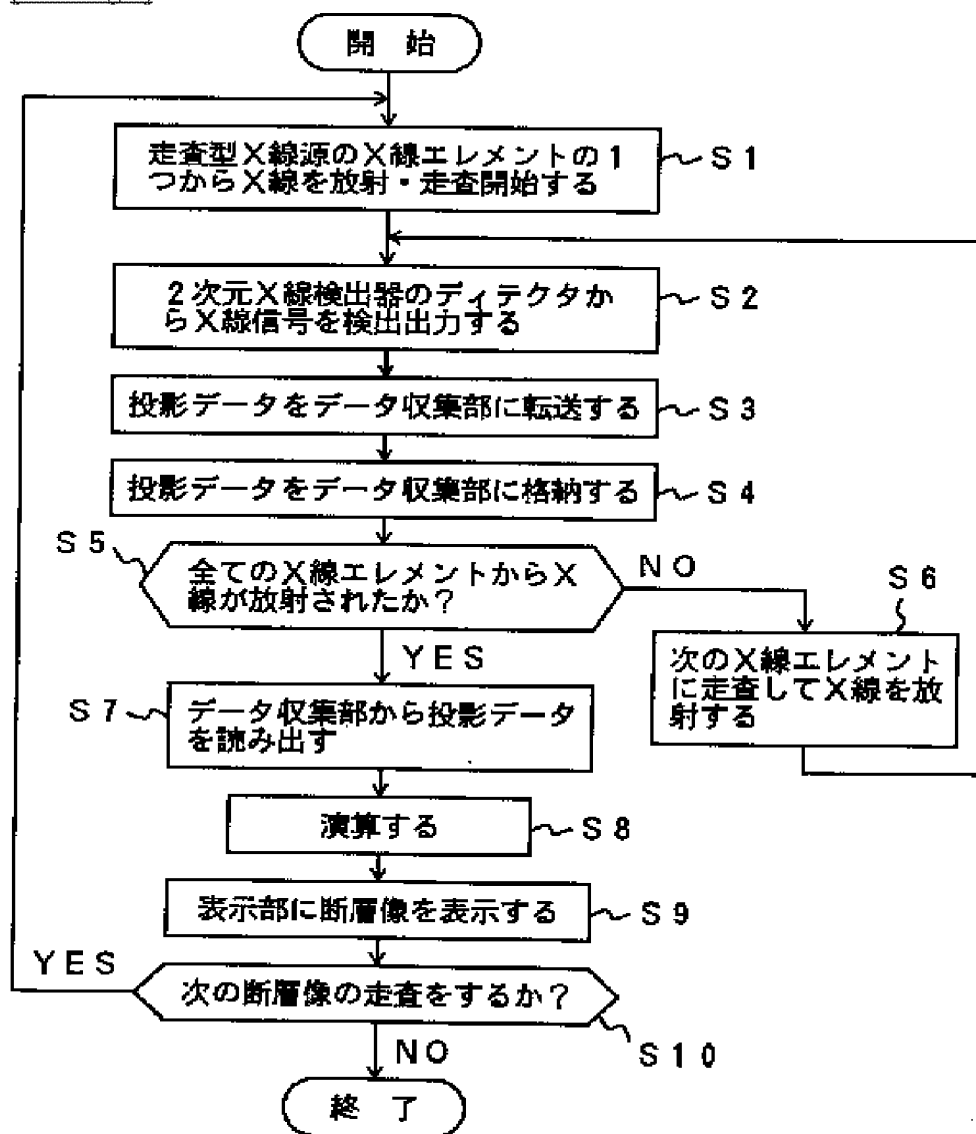 開 始
走査型X線源のX線エレメントの1
つからX線を放射・走査開始する
S1
2次元X線検出器のディテクタか
らX線信号を検出出力する
S2
投影データをデータ収集部に転送する
S3
投影データをデータ収集部に格納する
S4
S5
全てのX線エレメントからX
線が放射されたか?
NO
YES
S6
次のX線エレメント
に走査してX線を放
射する
S7
データ収集部から投影データ
を読み出す
演算する
S8
表示部に断層像を表示する
S9
YES
次の断層像の走査をするか?
S10
NO
終 了